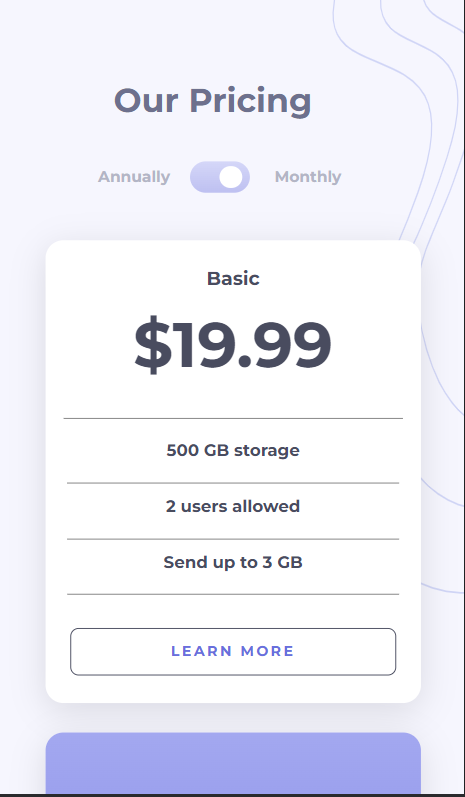 Our Pricing
Annually Monthly
Basic
$19.99
500 GB storage
2 users allowed
Send up to 3 GB
LEARN MORE